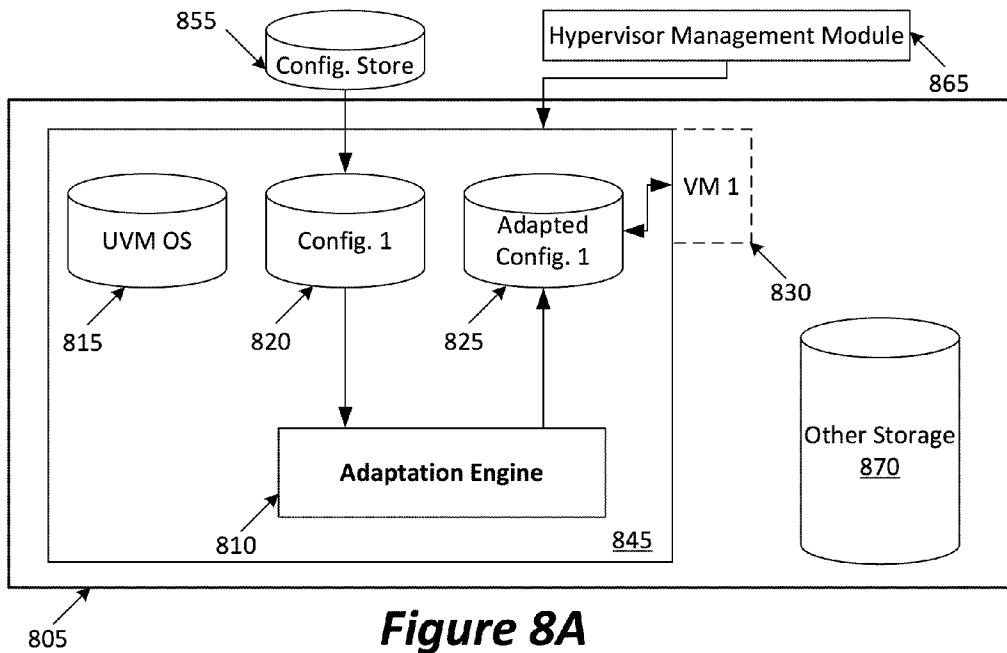 855
Config. Store
Hypervisor Management Module
865
UVM OS
Config. 1
Adapted
Config. 1
VM 1
830
815
820
825
Other Storage
870
Adaptation Engine
810
845
805
Figure 8A